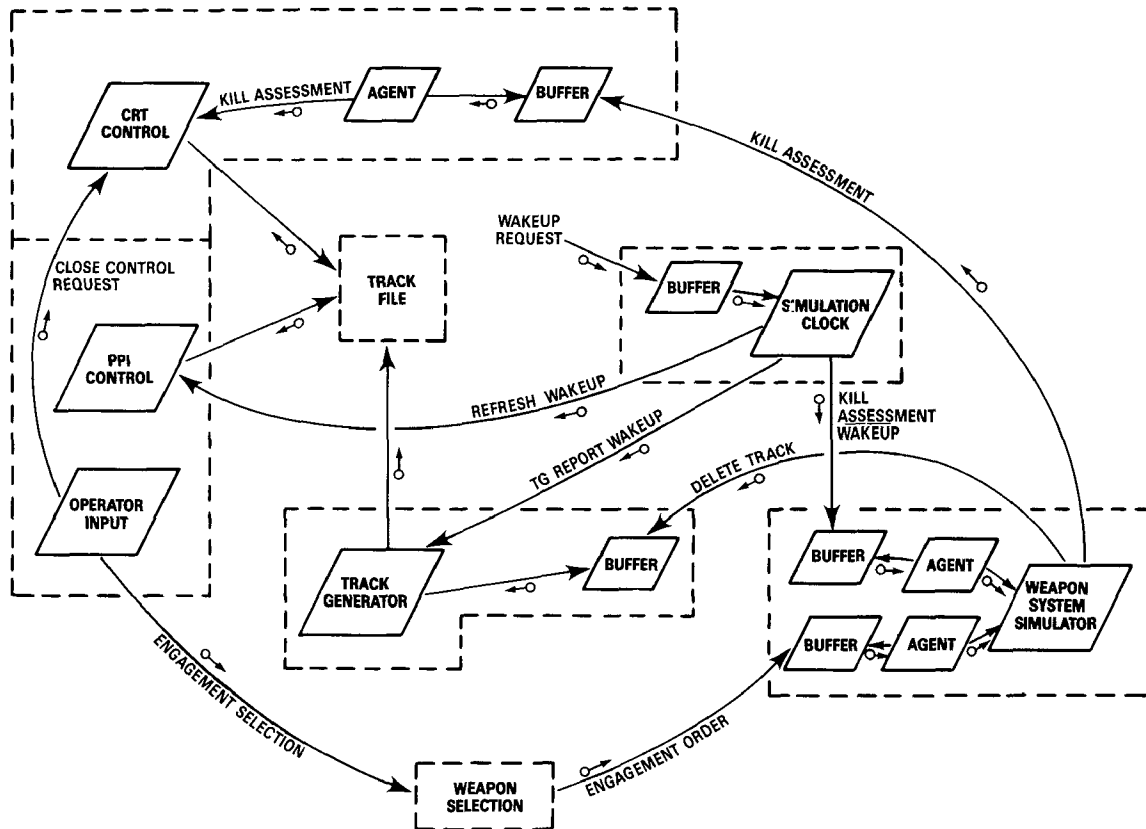 CRT
CONTROL
KILL ASSESSMENT
AGENT
BUFFER
KILL ASSESSMENT
CLOSE CONTROL
REQUEST
TRACK
FILE
WAKEUP
REQUEST
BUFFER
SIMULATION
CLOCK
PPI
CONTROL
REFRESH WAKEUP
TG REPORT WAKEUP
KILL
ASSESSMENT
WAKEUP
DELETE TRACK
OPERATOR
INPUT
TRACK
GENERATOR
BUFFER
BUFFER
AGENT
WEAPON
SYSTEM
SIMULATOR
BUFFER
AGENT
ENGAGEMENT SELECTION
WEAPON
SELECTION
ENGAGEMENT ORDER